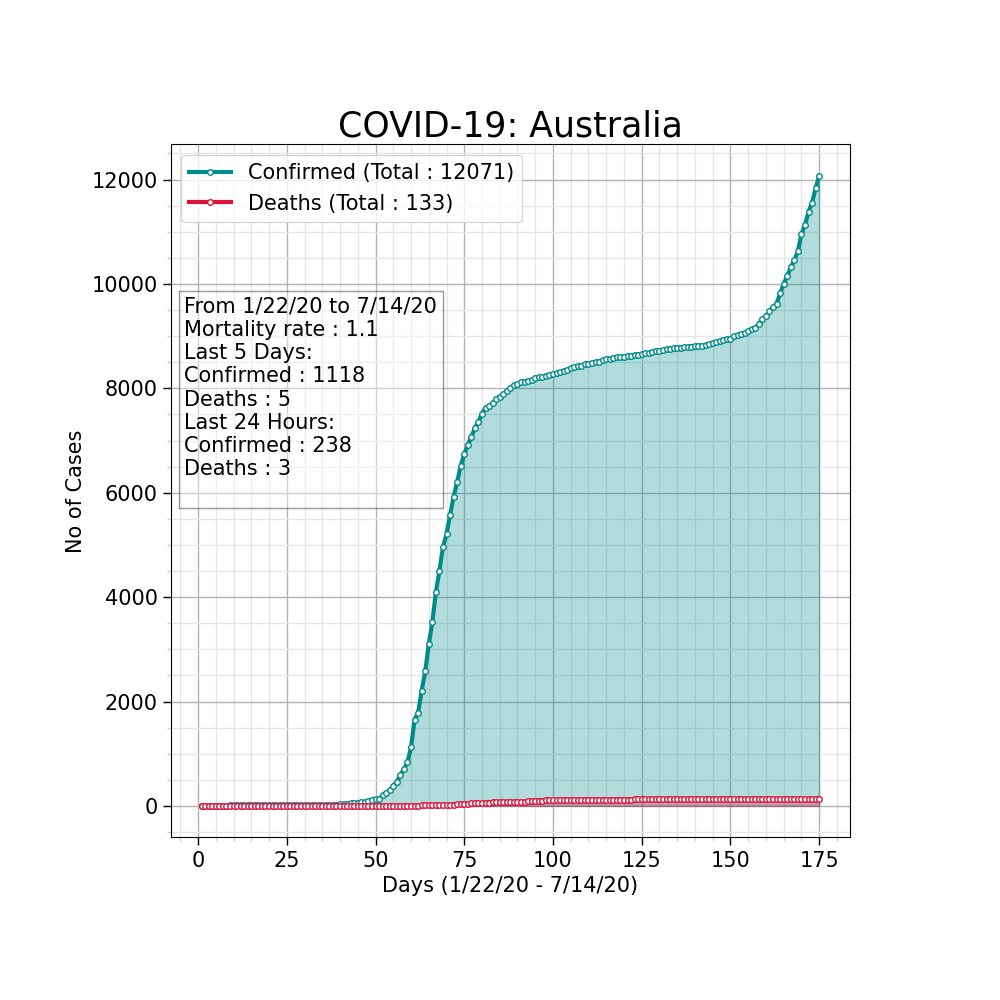 COVID-19: Australia
Confirmed (Total : 12071)
Deaths (Total : 133)
From 1/22/20 to 7/14/20
Mortality rate : 1.1
Last 5 Days:
Confirmed : 1118
Deaths : 5
Last 24 Hours:
Confirmed : 238
Deaths : 3
No of Cases
12000
10000
8000
6000
4000
2000
0
0 25 50 75 100 125 150 175
Days (1/22/20 - 7/14/20)